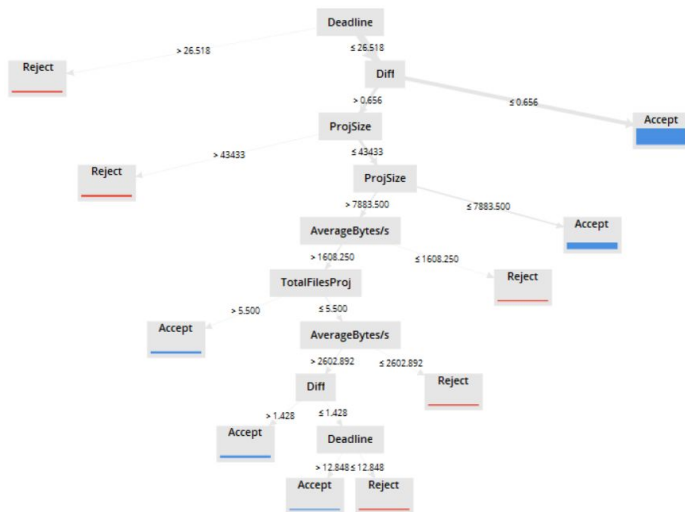 Deadline
> 26.518
≤ 26.518
Reject
Diff
> 0.656
≤ 0.656
ProjSize
Accept
> 43433
≤ 43433
Reject
ProjSize
> 7883.500
≤ 7883.500
AverageBytes/s
Accept
> 1608.250
≤ 1608.250
TotalFilesProj
Reject
> 5.500
≤ 5.500
Accept
AverageBytes/s
> 2602.892
≤ 2602.892
Diff
Reject
> 1.428
≤ 1.428
Accept
Deadline
> 12.848
≤ 12.848
Accept
Reject